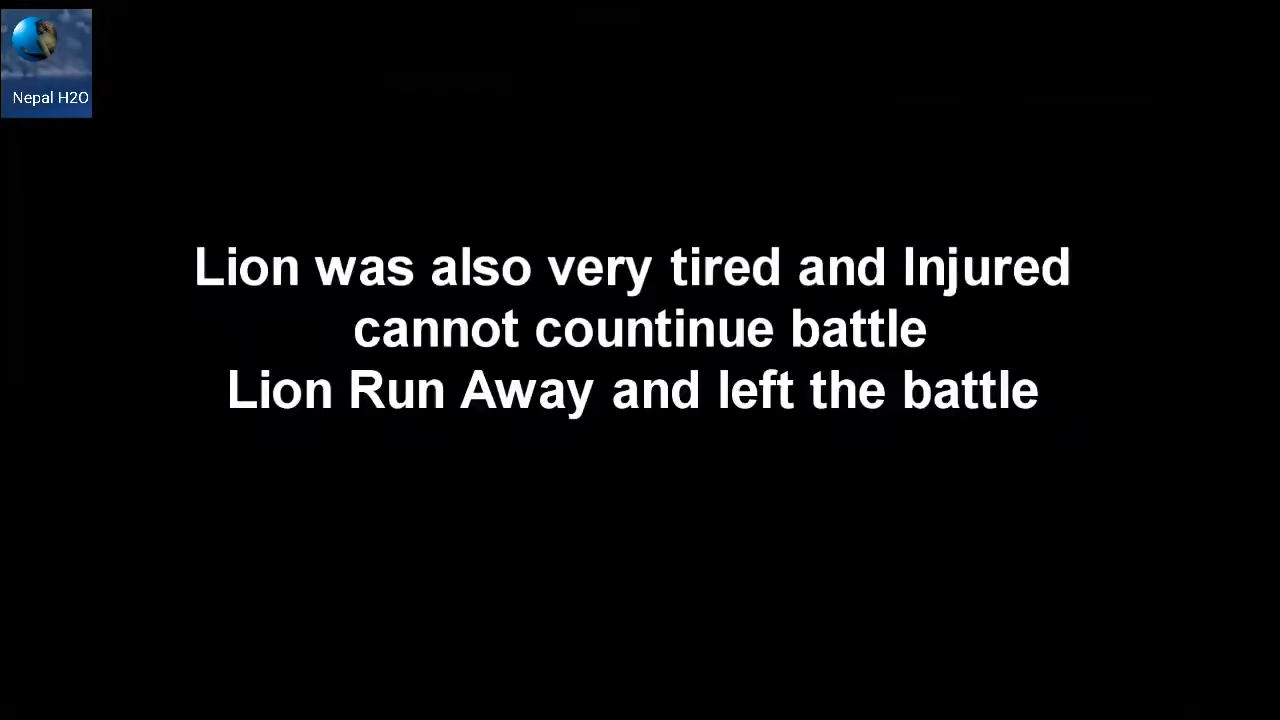 Nepal H2O
Lion was also very tired and Injured
cannot countinue battle
Lion Run Away and left the battle